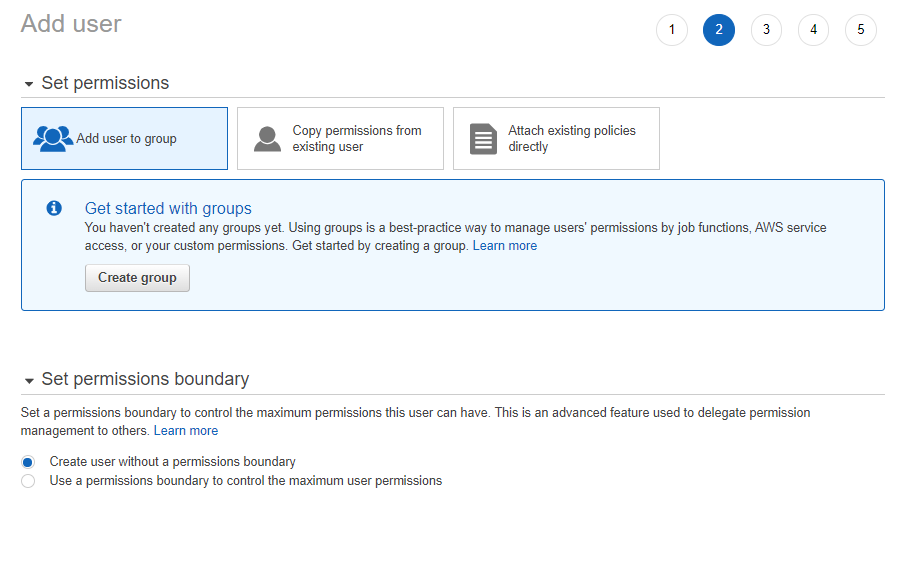 Add user
1 2 3 4 5
Set permissions
Add user to group
Copy permissions from
existing user
Attach existing policies
directly
Get started with groups
You haven't created any groups yet. Using groups is a best-practice way to manage users' permissions by job functions, AWS service
access, or your custom permissions. Get started by creating a group. Learn more
Create group
Set permissions boundary
Set a permissions boundary to control the maximum permissions this user can have. This is an advanced feature used to delegate permission
management to others. Learn more
Create user without a permissions boundary
Use a permissions boundary to control the maximum user permissions